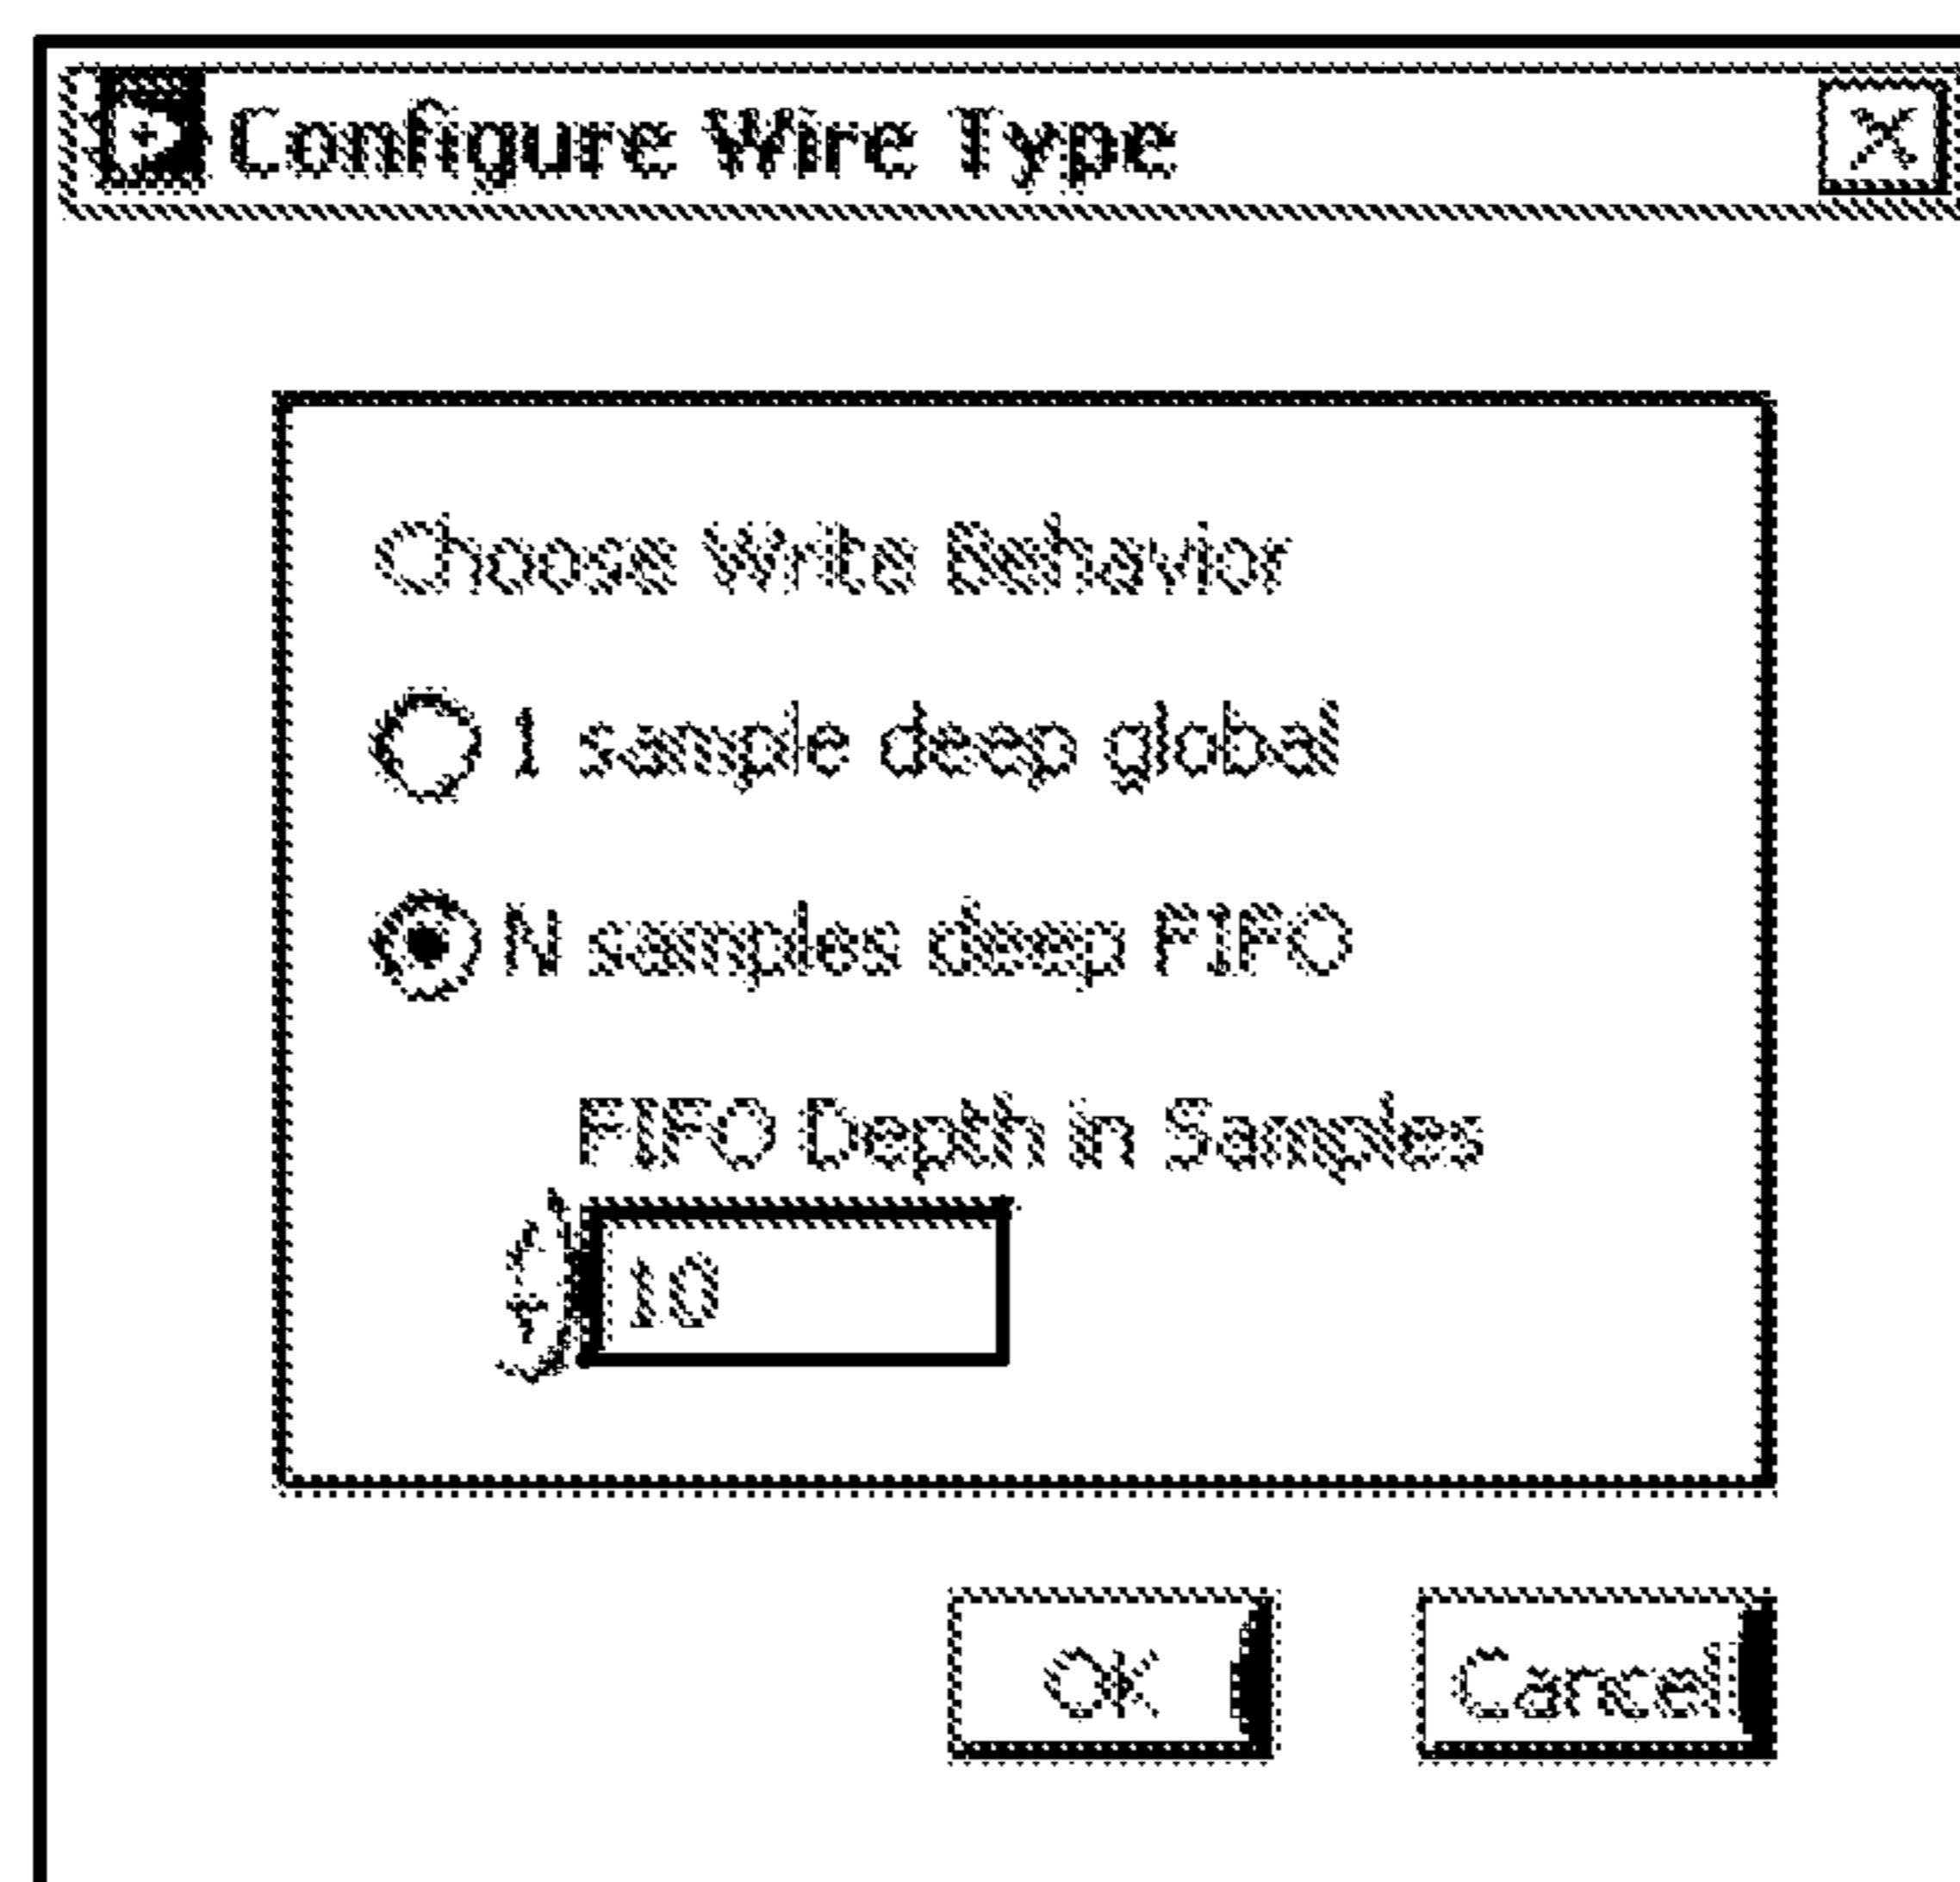 Configure Wire Type
Choose Write Behavior
1 sample deep global
N samples deep FIFO
FIFO Depth in Samples
10
OK Cancel